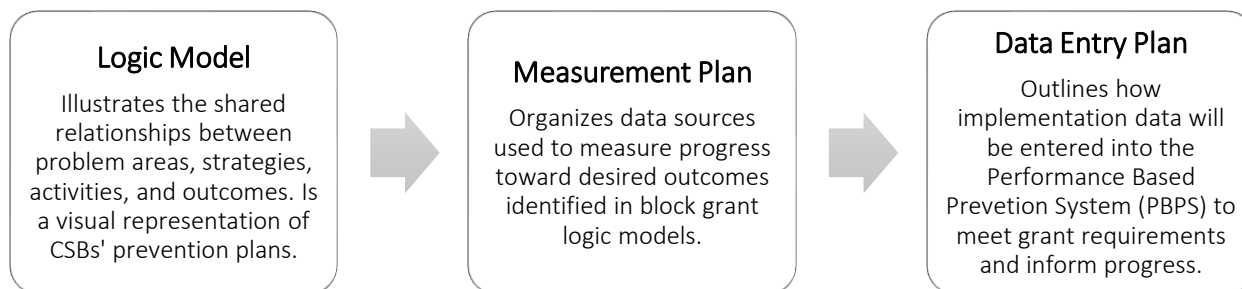 Logic Model
Illustrates the shared
relationships between
problem areas, strategies,
activities, and outcomes. Is
a visual representation of
CSBs' prevention plans.
Measurement Plan
Organizes data sources
used to measure progress
toward desired outcomes
identified in block grant
logic models.
Data Entry Plan
Outlines how
implementation data will
be entered into the
Performance Based
Prevetion System (PBPS) to
meet grant requirements
and inform progress.